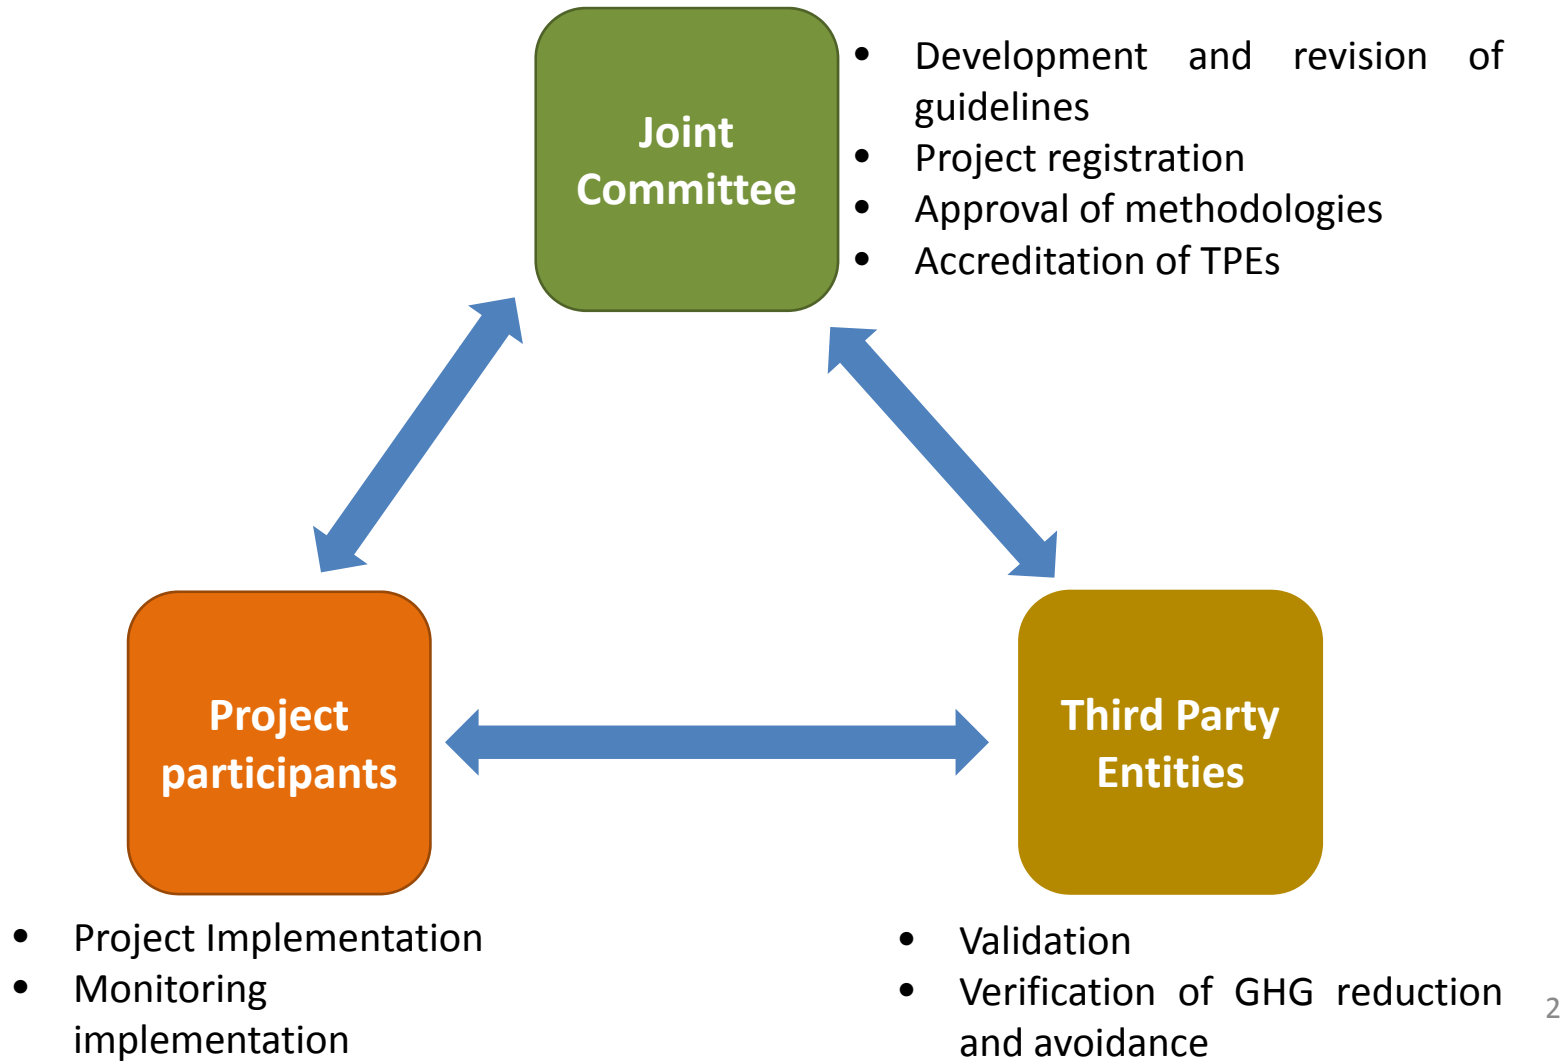 Joint
Committee
• Development and revision of
guidelines
• Project registration
• Approval of methodologies
• Accreditation of TPEs
Project
participants
Third Party
Entities
• Project Implementation
• Monitoring
implementation
• Validation
• Verification of GHG reduction
and avoidance
2